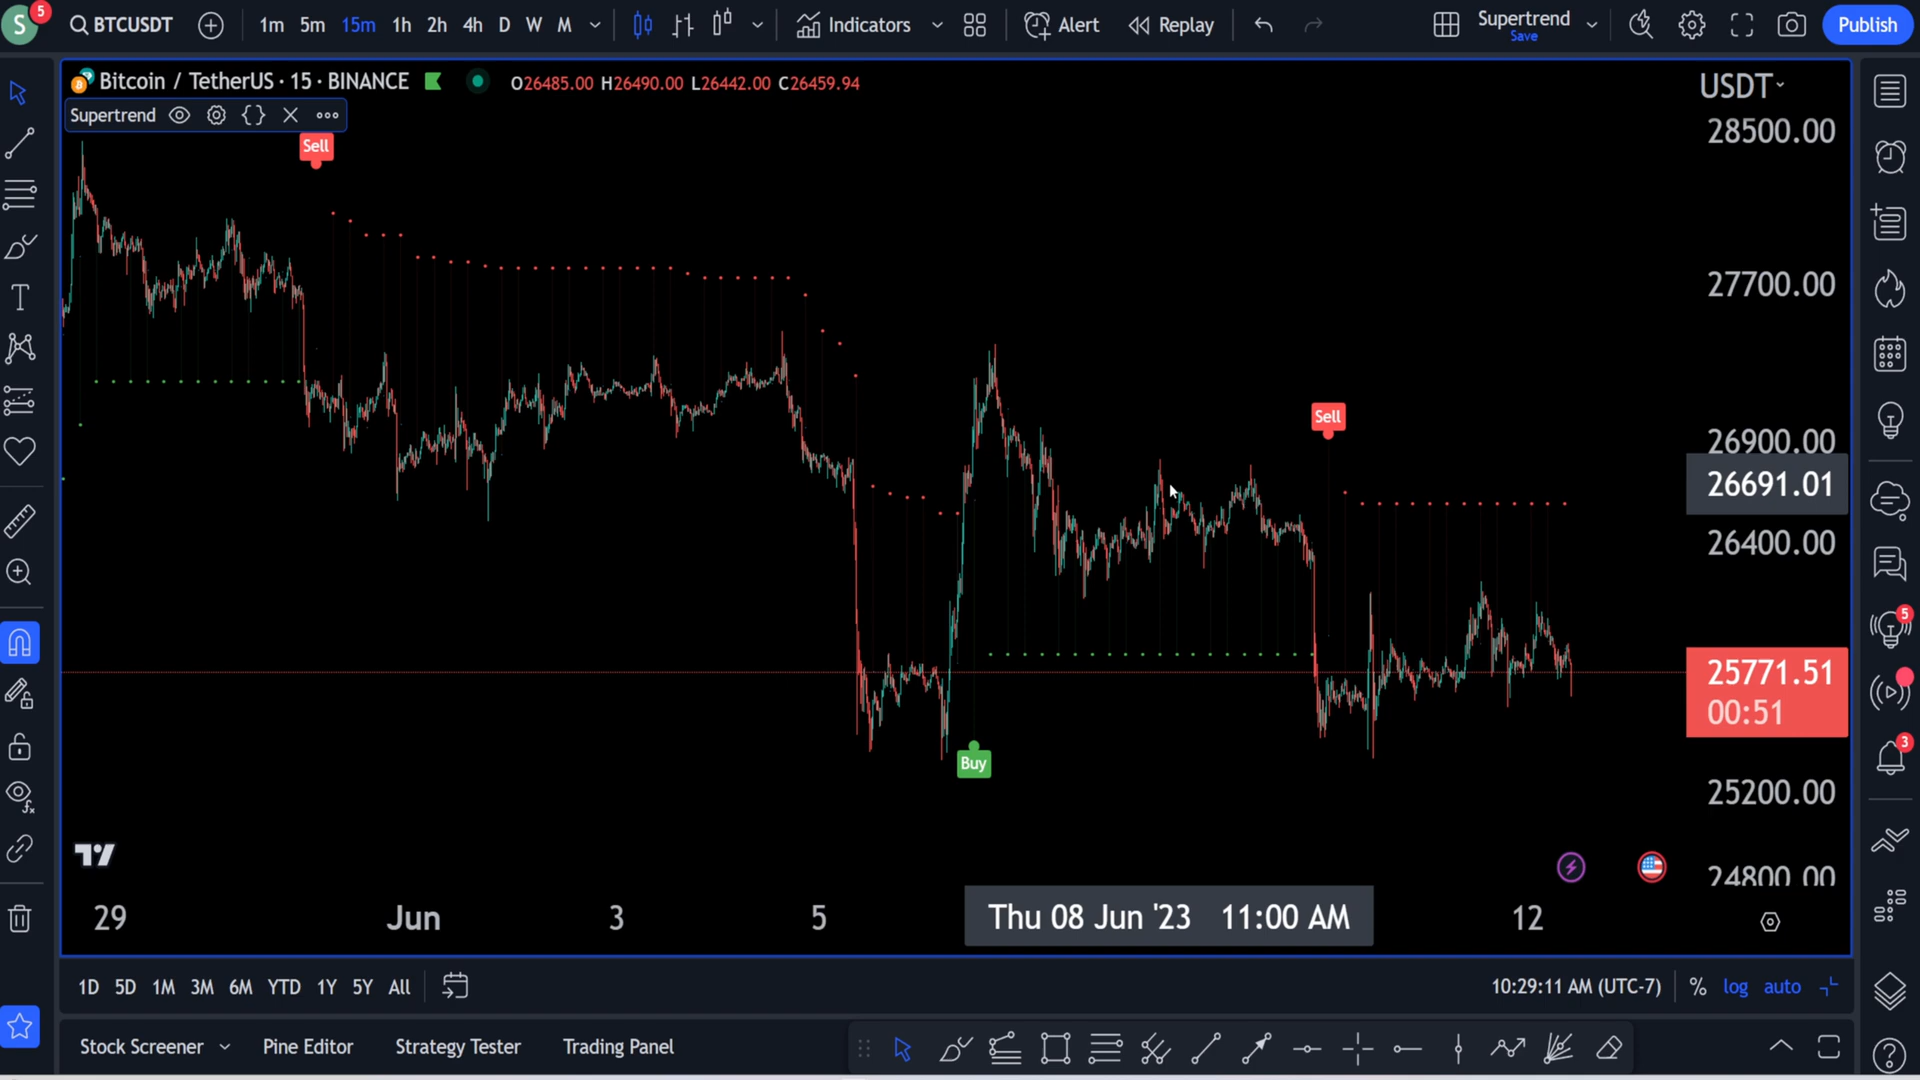 S
5
BTCUSDT
1m 5m 15m 1h 2h 4h D W M
Indicators
Alert
Replay
Supertrend
Save
Publish
Bitcoin / TetherUS · 15 · BINANCE
O26485.00 H26490.00 L26442.00 C26459.94
USDT
Supertrend
Sell
28500.00
27700.00
Sell
26900.00
26691.01
26400.00
5
25771.51
00:51
Buy
3
25200.00
24800.00
29 Jun 3 5 Thu 08 Jun '23 11:00 AM 12
1D 5D 1M 3M 6M YTD 1Y 5Y All
10:29:11 AM (UTC-7) % log auto
Stock Screener Pine Editor Strategy Tester Trading Panel